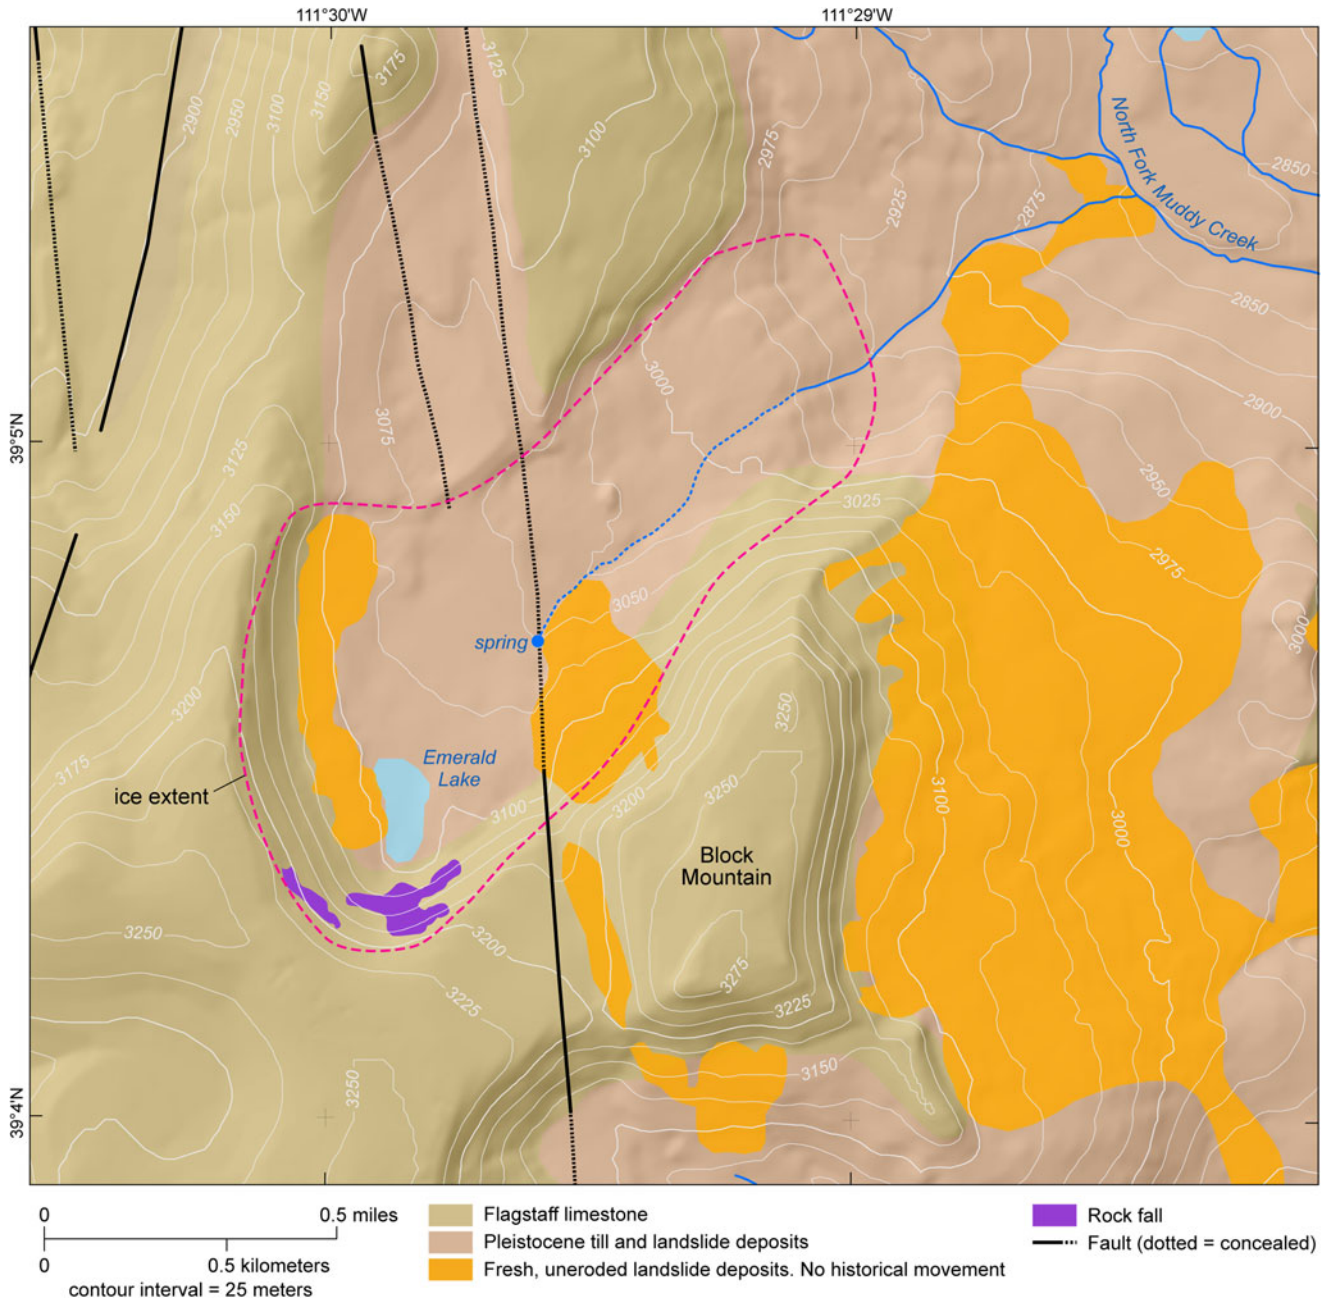 111°30'W
111°29'W
3175
3125
2900
2950
3100
3150
3100
2975
2925
2875
North Fork Muddy Creek
2850
2850
3000
2900
39°5'N
3075
3125
3150
3025
2950
2975
3050
3000
spring
3200
3250
Emerald
Lake
3175
ice extent
3250
3100
3200
3100
3000
Block
Mountain
3250
3200
3275
3225
3225
3150
3250
39°4'N
0
0.5 miles
0
0.5 kilometers
contour interval = 25 meters
Flagstaff limestone
Pleistocene till and landslide deposits
Fresh, uneroded landslide deposits. No historical movement
Rock fall
Fault (dotted = concealed)